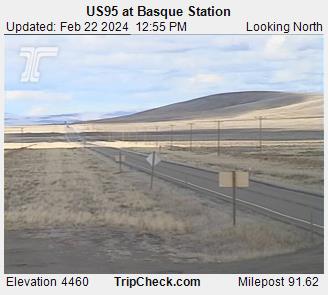 US95 at Basque Station
Updated: Feb 22 2024 12:55 PM Looking North
Elevation 4460 TripCheck.com Milepost 91.62